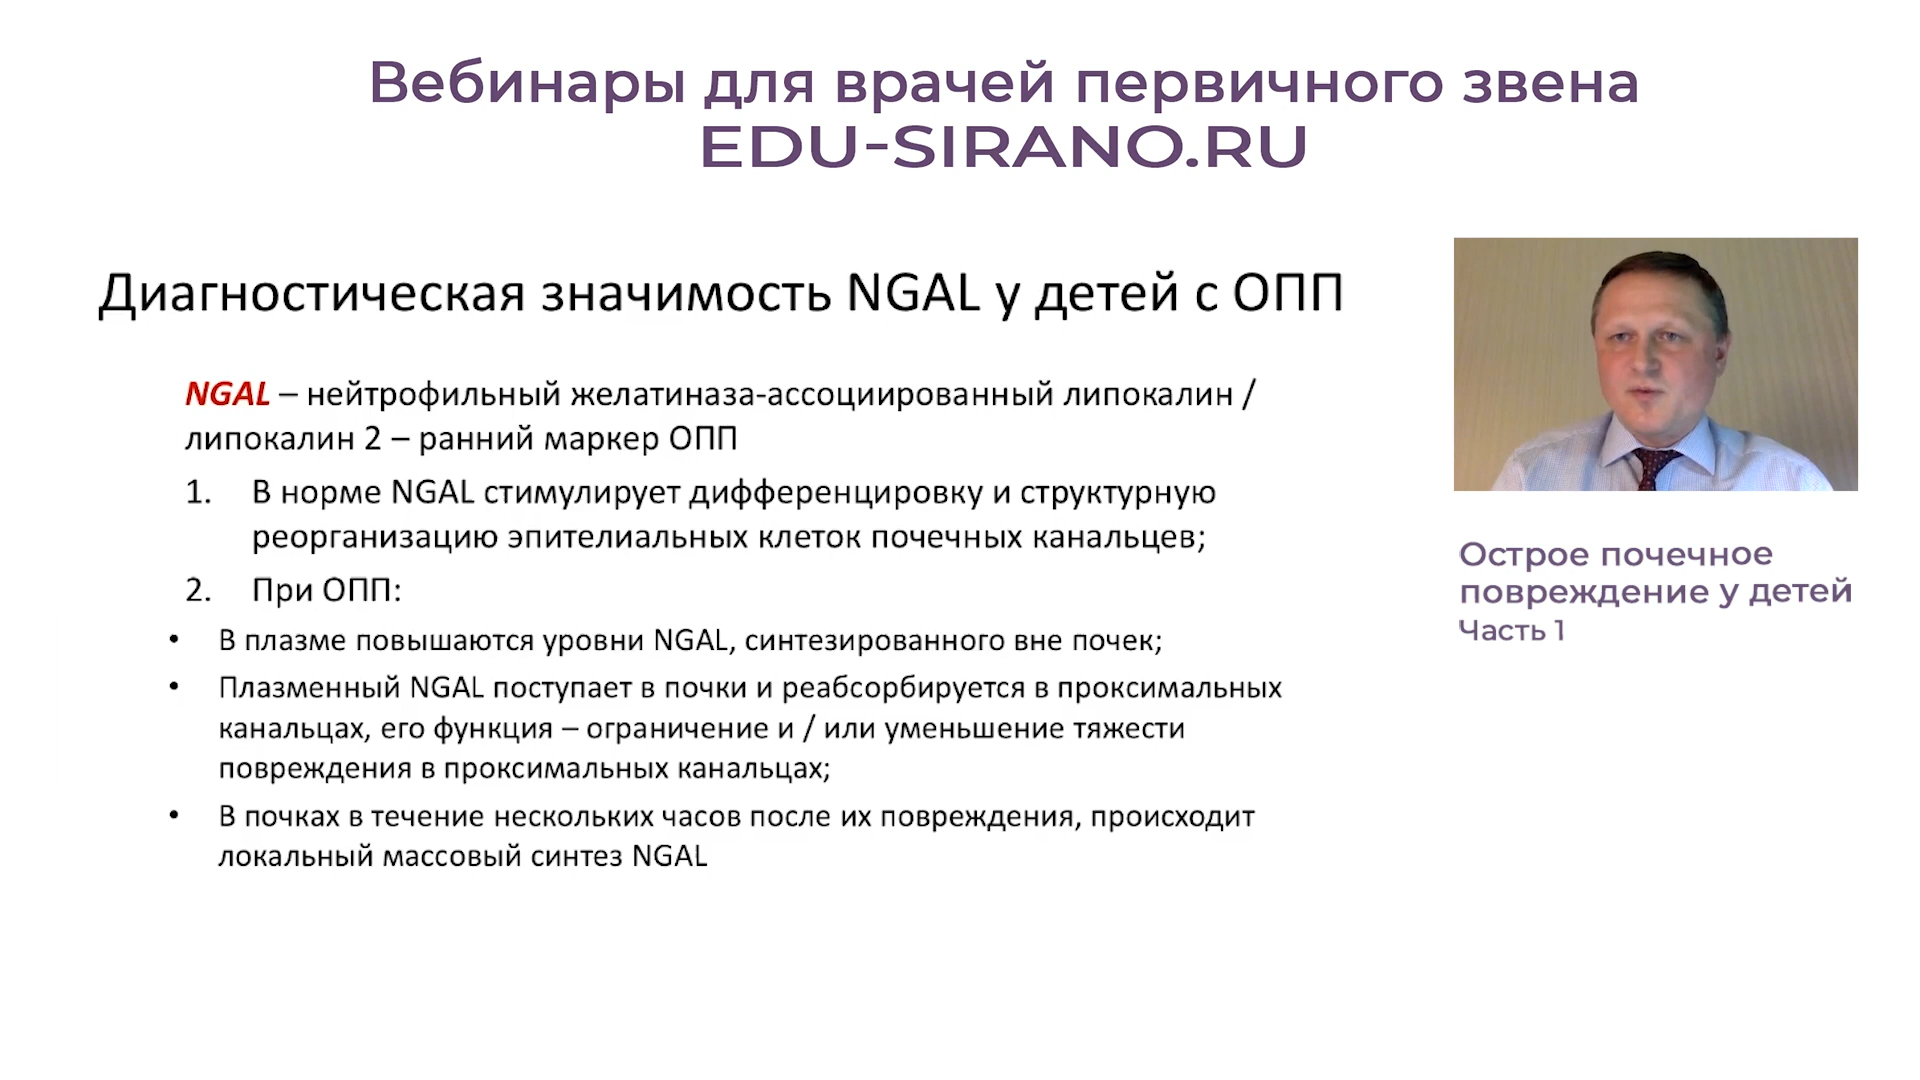 Вебинары для врачей первичного звена
EDU-SIRANO.RU
Диагностическая значимость NGAL у детей с ОПП
NGAL – нейтрофильный желатиназа-ассоциированный липокалин /
липокалин 2 – ранний маркер ОПП
1. В норме NGAL стимулирует дифференцировку и структурную
реорганизацию эпителиальных клеток почечных канальцев;
2. При ОПП:
• В плазме повышаются уровни NGAL, синтезированного вне почек;
• Плазменный NGAL поступает в почки и реабсорбируется в проксимальных
канальцах, его функция – ограничение и / или уменьшение тяжести
повреждения в проксимальных канальцах;
• В почках в течение нескольких часов после их повреждения, происходит
локальный массовый синтез NGAL
Острое почечное
повреждение у детей
Часть 1